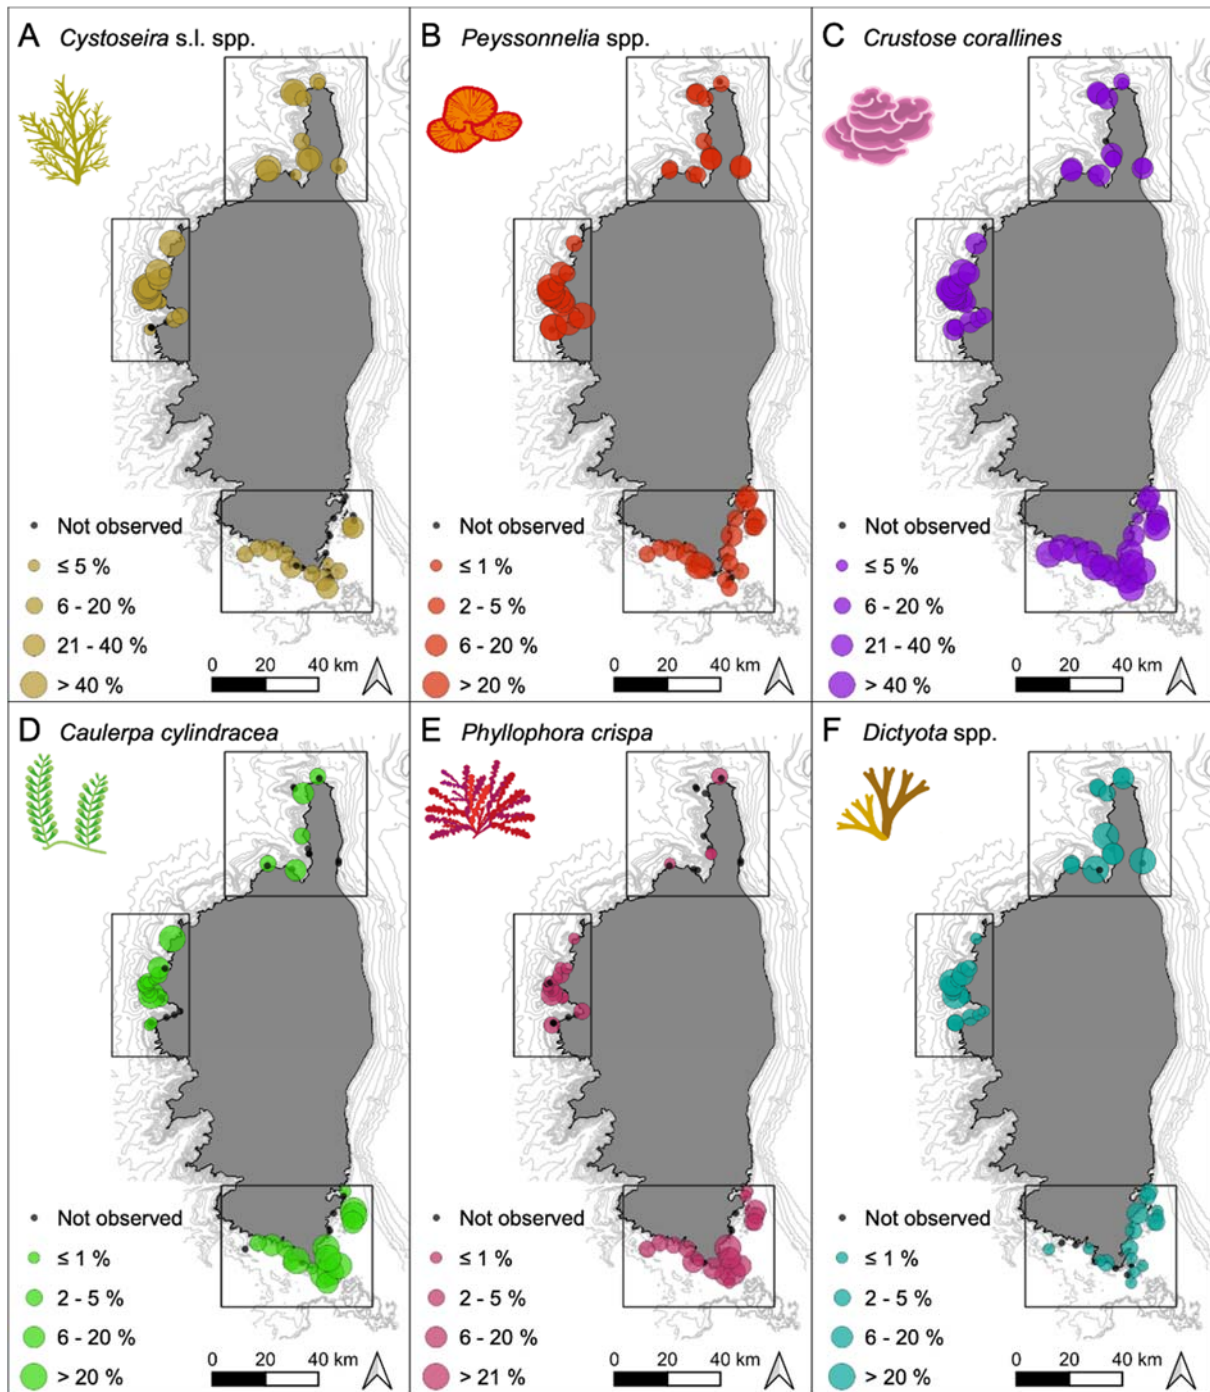 A Cystoseira s.l. spp.
Not observed
≤ 5 %
6 - 20 %
21 - 40 %
> 40 %
0 20 40 km
B Peyssonnelia spp.
Not observed
≤ 1 %
2 - 5 %
6 - 20 %
> 20 %
0 20 40 km
C Crustose corallines
Not observed
≤ 5 %
6 - 20 %
21 - 40 %
> 40 %
0 20 40 km
D Caulerpa cylindracea
Not observed
≤ 1 %
2 - 5 %
6 - 20 %
> 20 %
0 20 40 km
E Phyllophora crispa
Not observed
≤ 1 %
2 - 5 %
6 - 20 %
> 21 %
0 20 40 km
F Dictyota spp.
Not observed
≤ 1 %
2 - 5 %
6 - 20 %
> 20 %
0 20 40 km